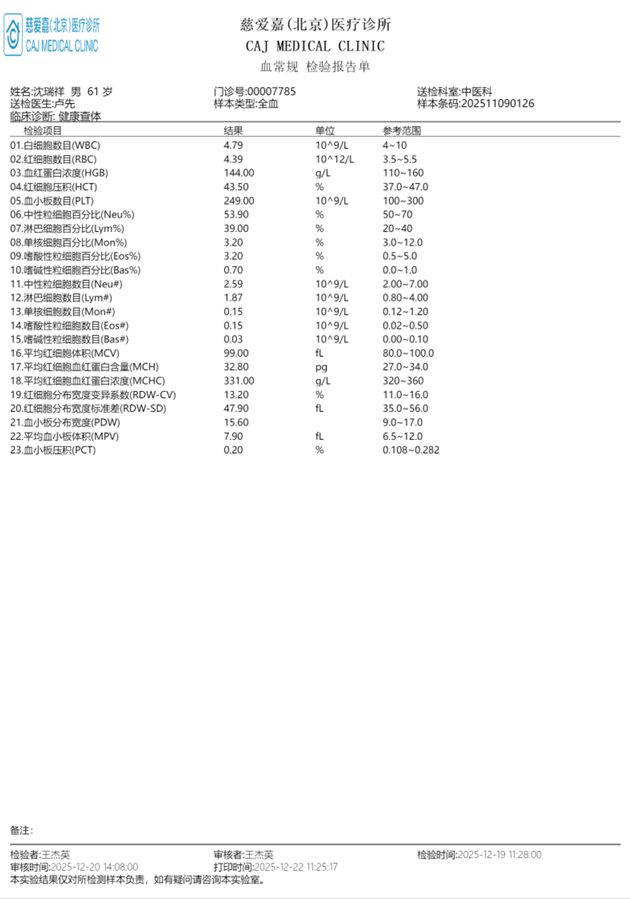 慈爱嘉(北京)医疗诊所
CAJ MEDICAL CLINIC
慈爱嘉(北京)医疗诊所
CAJ MEDICAL CLINIC
血常规 检验报告单
姓名:沈瑞祥 男 61 岁 门诊号:00007785 送检科室:中医科
送检医生:卢先 样本类型:全血 样本条码:202511090126
临床诊断: 健康查体
检验项目 结果 单位 参考范围
01.白细胞数目(WBC) 4.79 10^9/L 4~10
02.红细胞数目(RBC) 4.39 10^12/L 3.5~5.5
03.血红蛋白浓度(HGB) 144.00 g/L 110~160
04.红细胞压积(HCT) 43.50 % 37.0~47.0
05.血小板数目(PLT) 249.00 10^9/L 100~300
06.中性粒细胞百分比(Neu%) 53.90 % 50~70
07.淋巴细胞百分比(Lym%) 39.00 % 20~40
08.单核细胞百分比(Mon%) 3.20 % 3.0~12.0
09.嗜酸性粒细胞百分比(Eos%) 3.20 % 0.5~5.0
10.嗜碱性粒细胞百分比(Bas%) 0.70 % 0.0~1.0
11.中性粒细胞数目(Neu#) 2.59 10^9/L 2.00~7.00
12.淋巴细胞数目(Lym#) 1.87 10^9/L 0.80~4.00
13.单核细胞数目(Mon#) 0.15 10^9/L 0.12~1.20
14.嗜酸性粒细胞数目(Eos#) 0.15 10^9/L 0.02~0.50
15.嗜碱性粒细胞数目(Bas#) 0.03 10^9/L 0.00~0.10
16.平均红细胞体积(MCV) 99.00 fL 80.0~100.0
17.平均红细胞血红蛋白含量(MCH) 32.80 pg 27.0~34.0
18.平均红细胞血红蛋白浓度(MCHC) 331.00 g/L 320~360
19.红细胞分布宽度变异系数(RDW-CV) 13.20 % 11.0~16.0
20.红细胞分布宽度标准差(RDW-SD) 47.90 fL 35.0~56.0
21.血小板分布宽度(PDW) 15.60 9.0~17.0
22.平均血小板体积(MPV) 7.90 fL 6.5~12.0
23.血小板压积(PCT) 0.20 % 0.108~0.282
备注:
检验者:王杰英 审核者:王杰英 检验时间:2025-12-19 11:28:00
审核时间:2025-12-20 14:08:00 打印时间:2025-12-22 11:25:17
本实验结果仅对所检测样本负责，如有疑问请咨询本实验室。